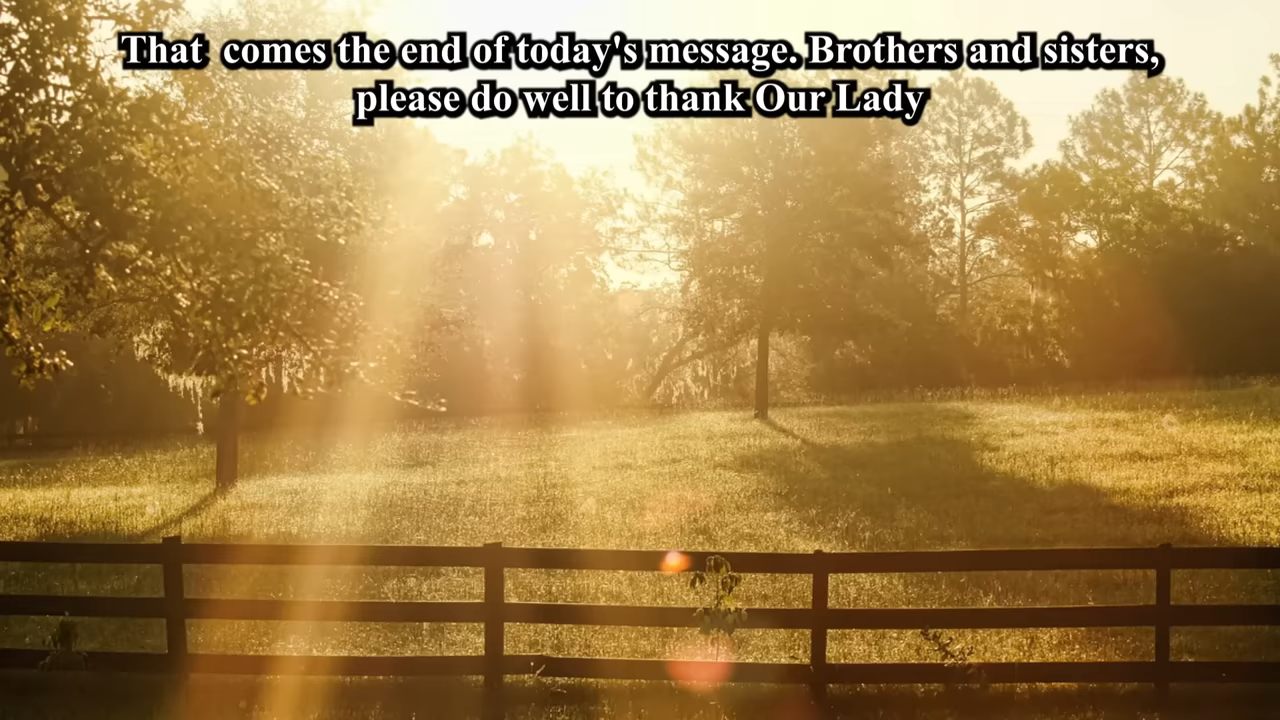 That  comes the end of today's message. Brothers and sisters,
please do well to thank Our Lady